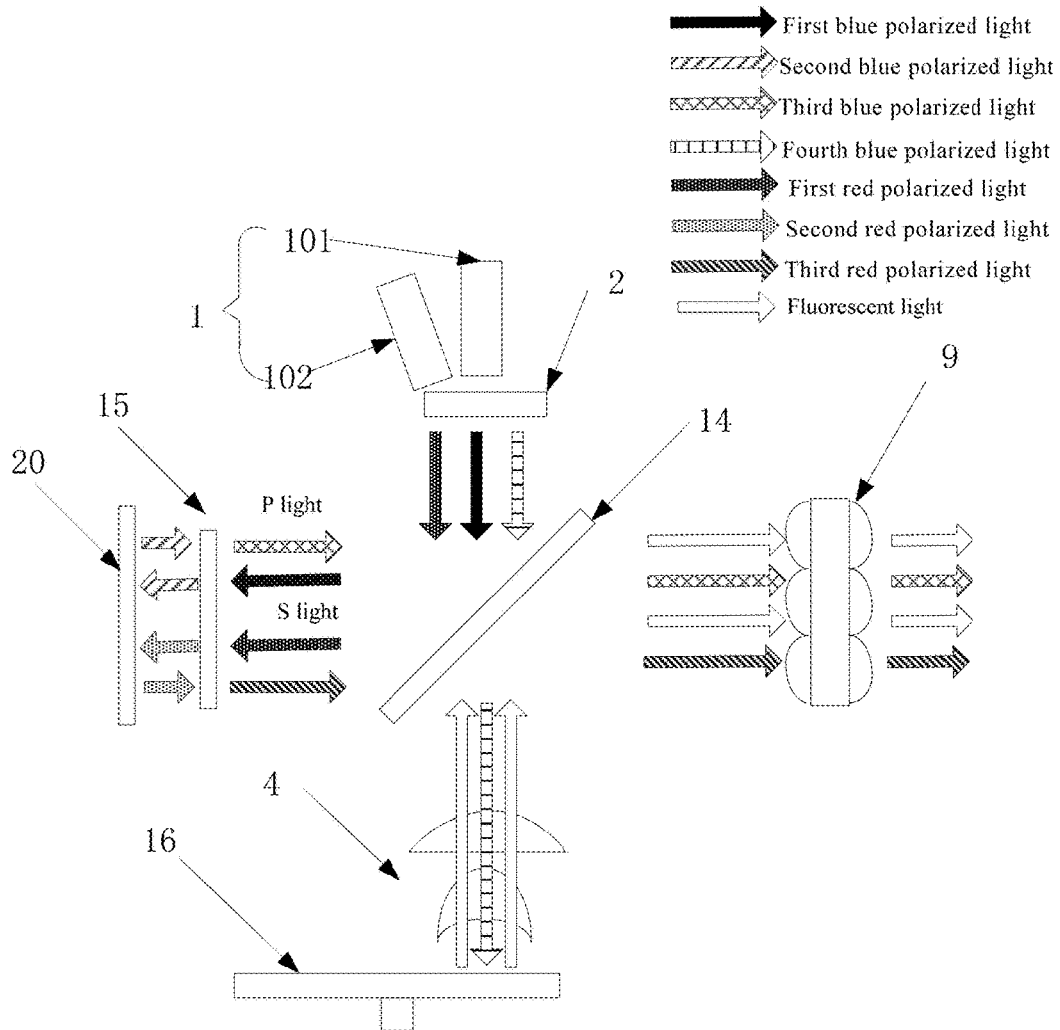 First blue polarized light
Second blue polarized light
Third blue polarized light
Fourth blue polarized light
First red polarized light
Second red polarized light
Third red polarized light
Fluorescent light
101
2
1
102
9
15
14
20
P light
S light
4
16